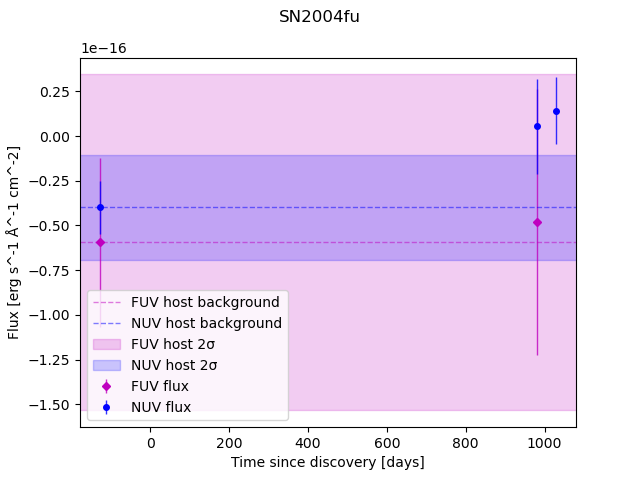 SN2004fu
1e−16
0.25
0.00
−0.25
−0.50
−0.75
−1.00
−1.25
−1.50
Flux [erg s^-1 Å^-1 cm^-2]
FUV host background
NUV host background
FUV host 2σ
NUV host 2σ
FUV flux
NUV flux
0 200 400 600 800 1000
Time since discovery [days]